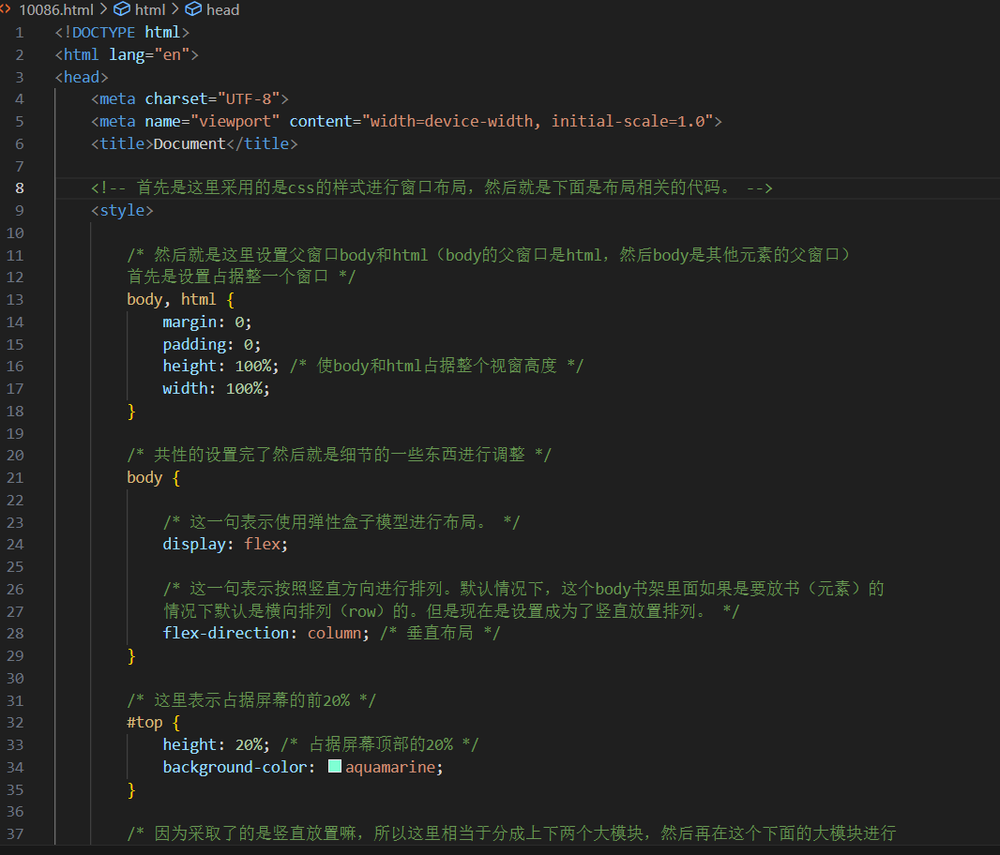 10086.html > html > head
1 <!DOCTYPE html>
2 <html lang="en">
3 <head>
4 <meta charset="UTF-8">
5 <meta name="viewport" content="width=device-width, initial-scale=1.0">
6 <title>Document</title>
7
8 <!-- 首先是这里采用的是css的样式进行窗口布局，然后就是下面是布局相关的代码。 -->
9 <style>
10
11 /* 然后就是这里设置父窗口body和html（body的父窗口是html，然后body是其他元素的父窗口）
12 首先是设置占据整一个窗口 */
13 body, html {
14 margin: 0;
15 padding: 0;
16 height: 100%; /* 使body和html占据整个视窗高度 */
17 width: 100%;
18 }
19
20 /* 共性的设置完了然后就是细节的一些东西进行调整 */
21 body {
22
23 /* 这一句表示使用弹性盒子模型进行布局。 */
24 display: flex;
25
26 /* 这一句表示按照竖直方向进行排列。默认情况下，这个body书架里面如果是要放书（元素）的
27 情况下默认是横向排列（row）的。但是现在是设置成为了竖直放置排列。 */
28 flex-direction: column; /* 垂直布局 */
29 }
30
31 /* 这里表示占据屏幕的前20% */
32 #top {
33 height: 20%; /* 占据屏幕顶部的20% */
34 background-color: aquamarine;
35 }
36
37 /* 因为采取了的是竖直放置嘛，所以这里相当于分成上下两个大模块，然后再在这个下面的大模块进行